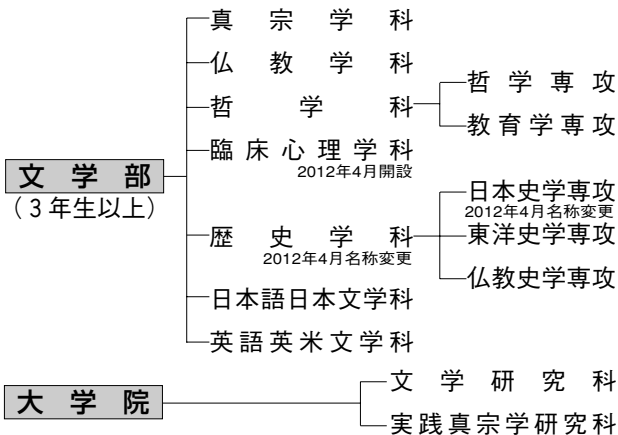 文学部
(3年生以上)
真宗学科
仏教学科
哲学科
哲学専攻
教育学専攻
臨床心理学科
2012年4月開設
歴史学科
2012年4月名称変更
日本史学専攻
2012年4月名称変更
東洋史学専攻
仏教史学専攻
日本語日本文学科
英語英米文学科
大学院
文学研究科
実践真宗学研究科